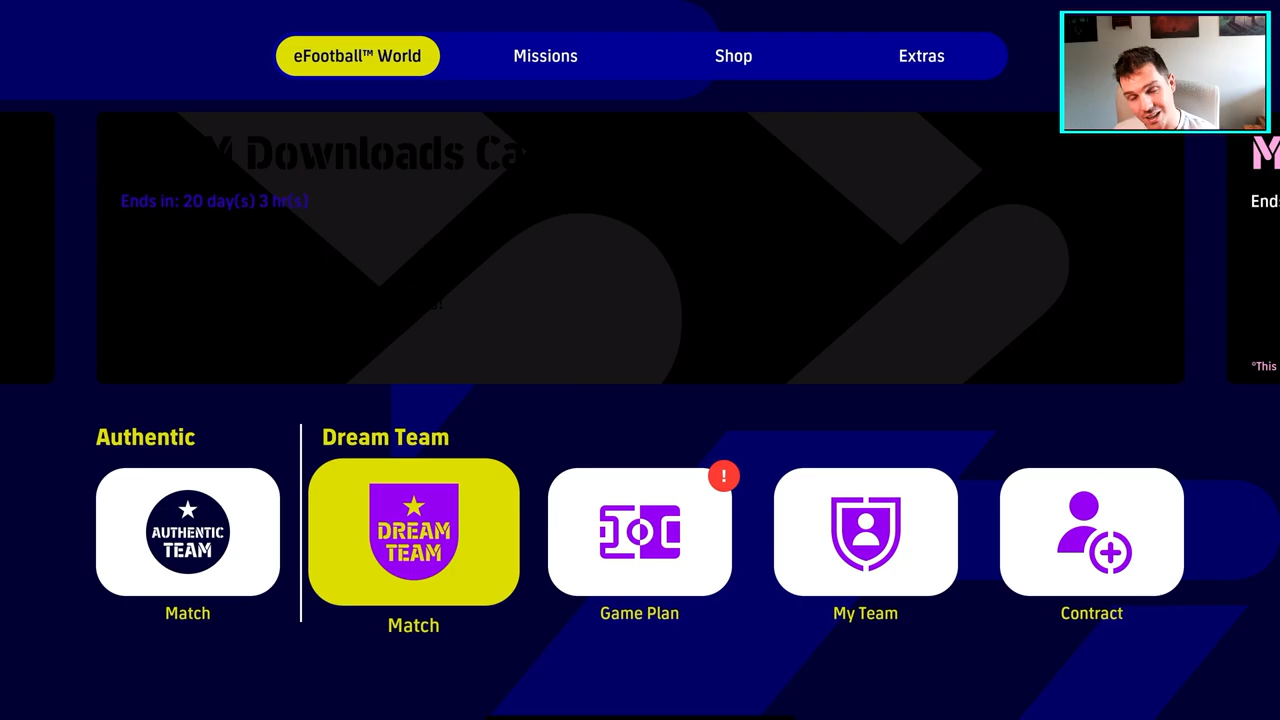 eFootball™ World
Missions
Shop
Extras
Downloads
Ends in: 20 day(s) 3 hr(s)
*This
Authentic
Dream Team
AUTHENTIC
TEAM
DREAM
TEAM
!
Match
Match
Game Plan
My Team
Contract